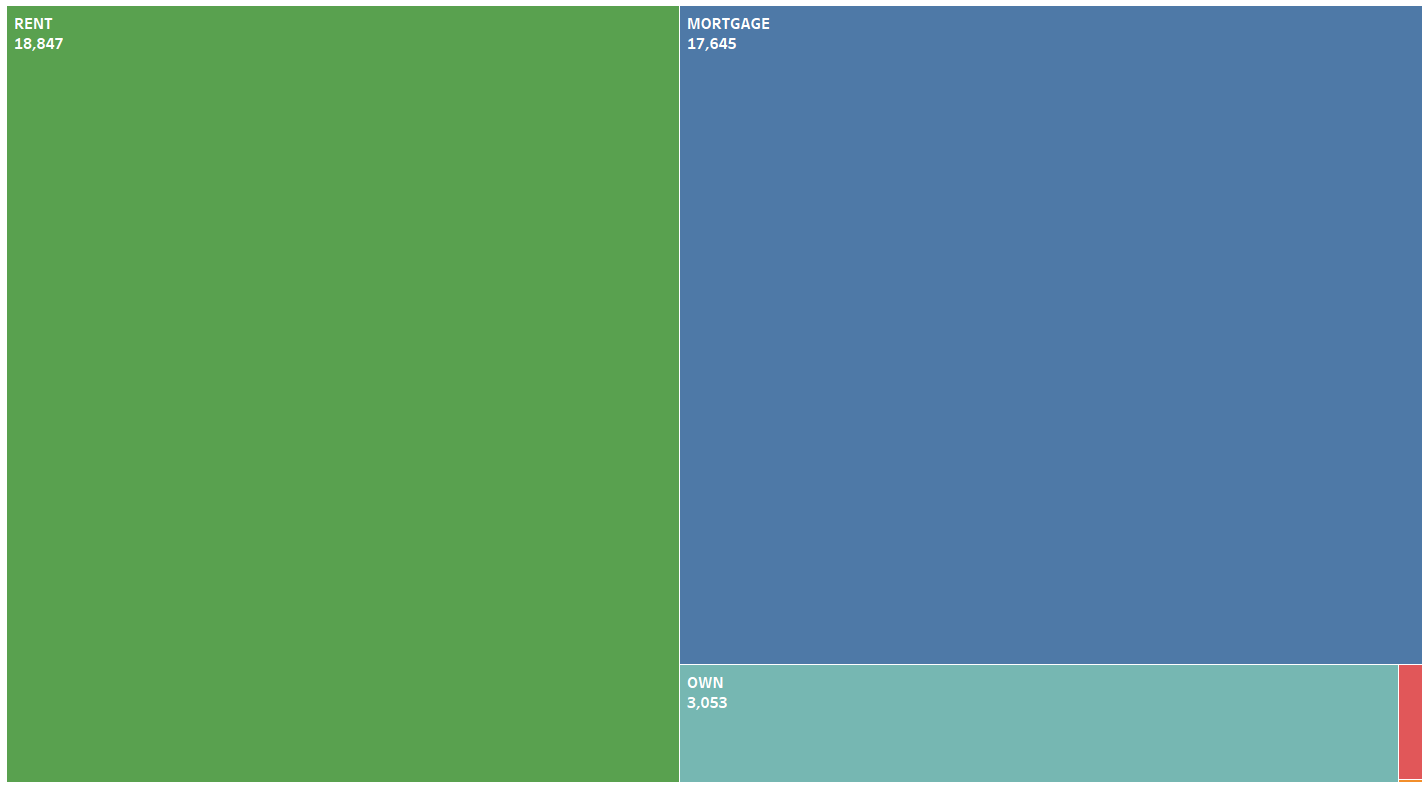 RENT
18,847
MORTGAGE
17,645
OWN
3,053